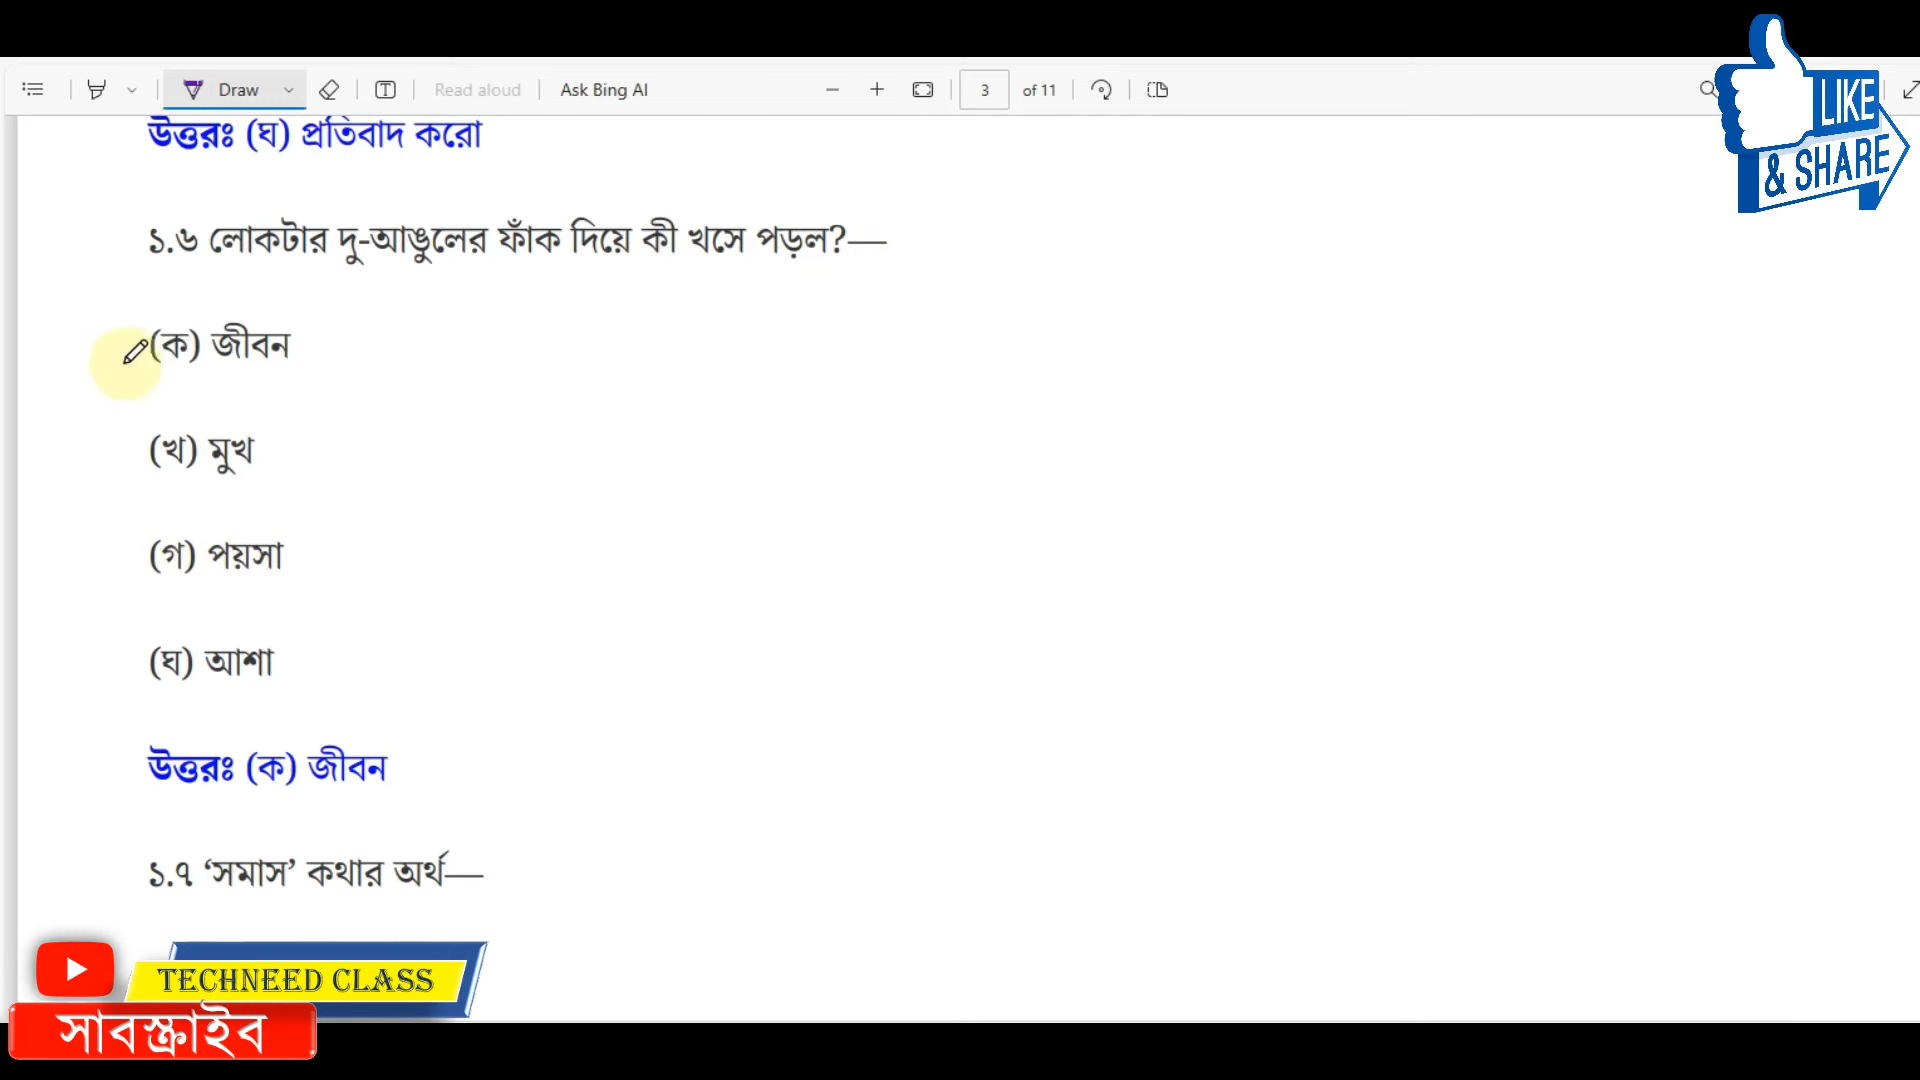 LIKE
& SHARE
Draw
Read aloud
Ask Bing AI
3
of 11
উত্তরঃ (ঘ) প্রতিবাদ করো
১.৬ লোকটার দু-আঙুলের ফাঁক দিয়ে কী খসে পড়ল?—
(ক) জীবন
(খ) মুখ
(গ) পয়সা
(ঘ) আশা
উত্তরঃ (ক) জীবন
১.৭ ‘সমাস’ কথার অর্থ—
TECHNEED CLASS
সাবস্ক্রাইব